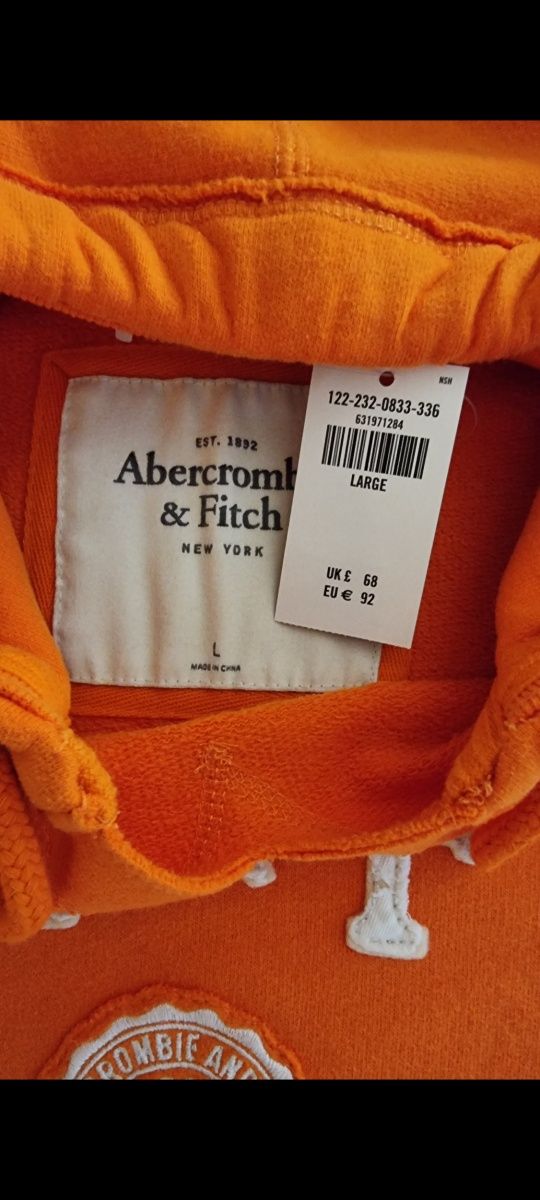 NSH
122-232-0833-336
631971284
LARGE
UK £ 68
EU € 92
EST. 1892
Abercromb
& Fitch
NEW YORK
L
MADE IN CHINA
ROMBIE AN